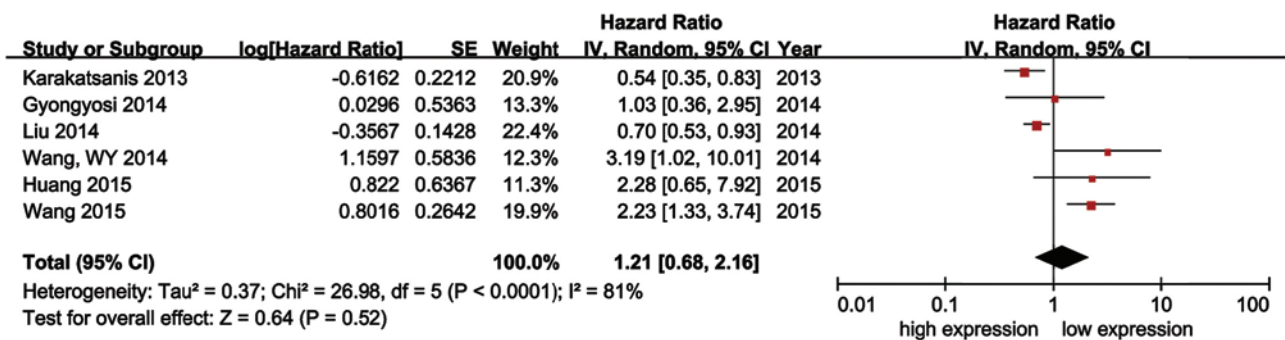 Hazard Ratio Hazard Ratio
Study or Subgroup log[Hazard Ratio] SE Weight IV, Random, 95% CI Year IV, Random, 95% CI
Karakatsanis 2013 -0.6162 0.2212 20.9% 0.54 [0.35, 0.83] 2013
Gyongyosi 2014 0.0296 0.5363 13.3% 1.03 [0.36, 2.95] 2014
Liu 2014 -0.3567 0.1428 22.4% 0.70 [0.53, 0.93] 2014
Wang, WY 2014 1.1597 0.5836 12.3% 3.19 [1.02, 10.01] 2014
Huang 2015 0.822 0.6367 11.3% 2.28 [0.65, 7.92] 2015
Wang 2015 0.8016 0.2642 19.9% 2.23 [1.33, 3.74] 2015
Total (95% CI) 100.0% 1.21 [0.68, 2.16]
Heterogeneity: Tau² = 0.37; Chi² = 26.98, df = 5 (P < 0.0001); I² = 81%
Test for overall effect: Z = 0.64 (P = 0.52)
0.01 0.1 1 10 100
high expression low expression